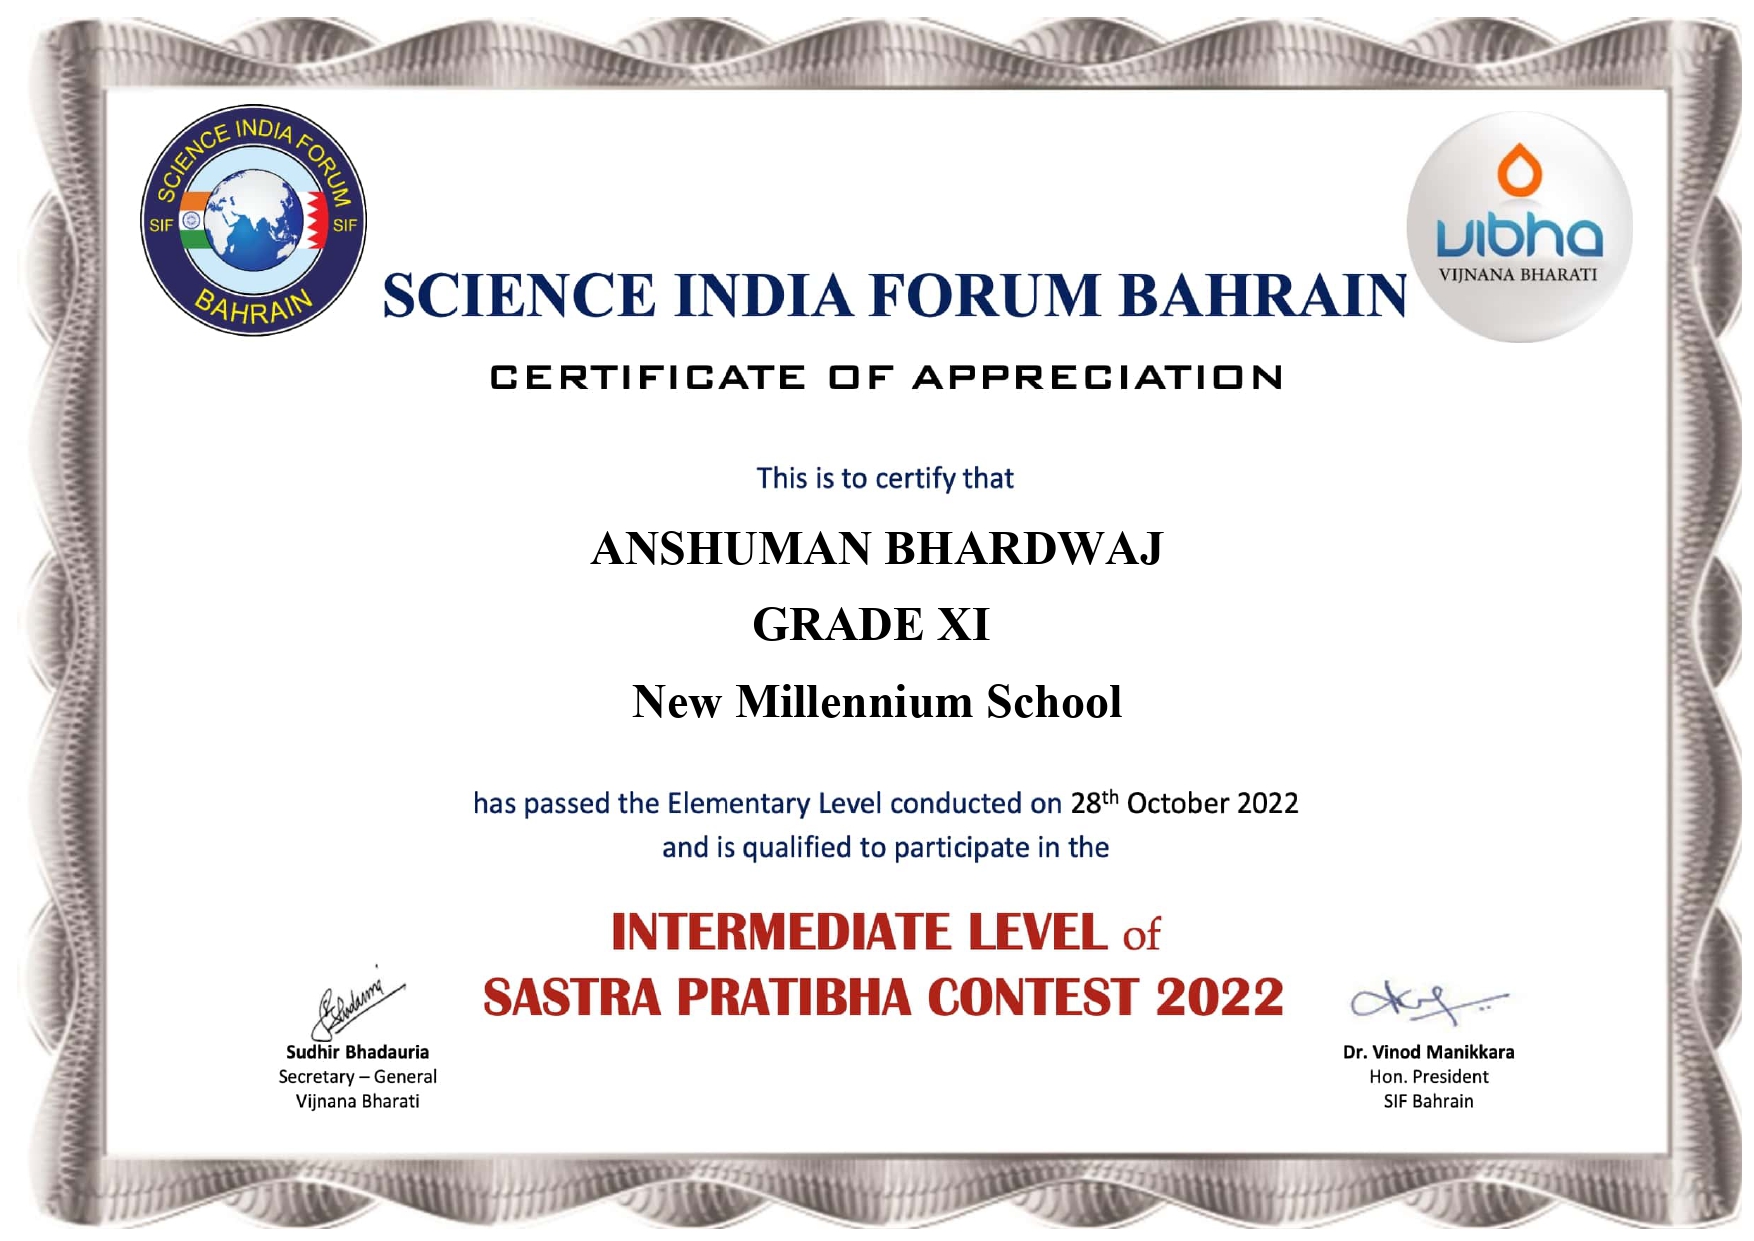 SCIENCE INDIA FORUM
SIF SIF
BAHRAIN
vibha
VIJNANA BHARATI
SCIENCE INDIA FORUM BAHRAIN
CERTIFICATE OF APPRECIATION
This is to certify that
ANSHUMAN BHARDWAJ
GRADE XI
New Millennium School
has passed the Elementary Level conducted on 28th October 2022
and is qualified to participate in the
INTERMEDIATE LEVEL of
SASTRA PRATIBHA CONTEST 2022
Sudhir Bhadauria
Secretary – General
Vijnana Bharati
Dr. Vinod Manikkara
Hon. President
SIF Bahrain